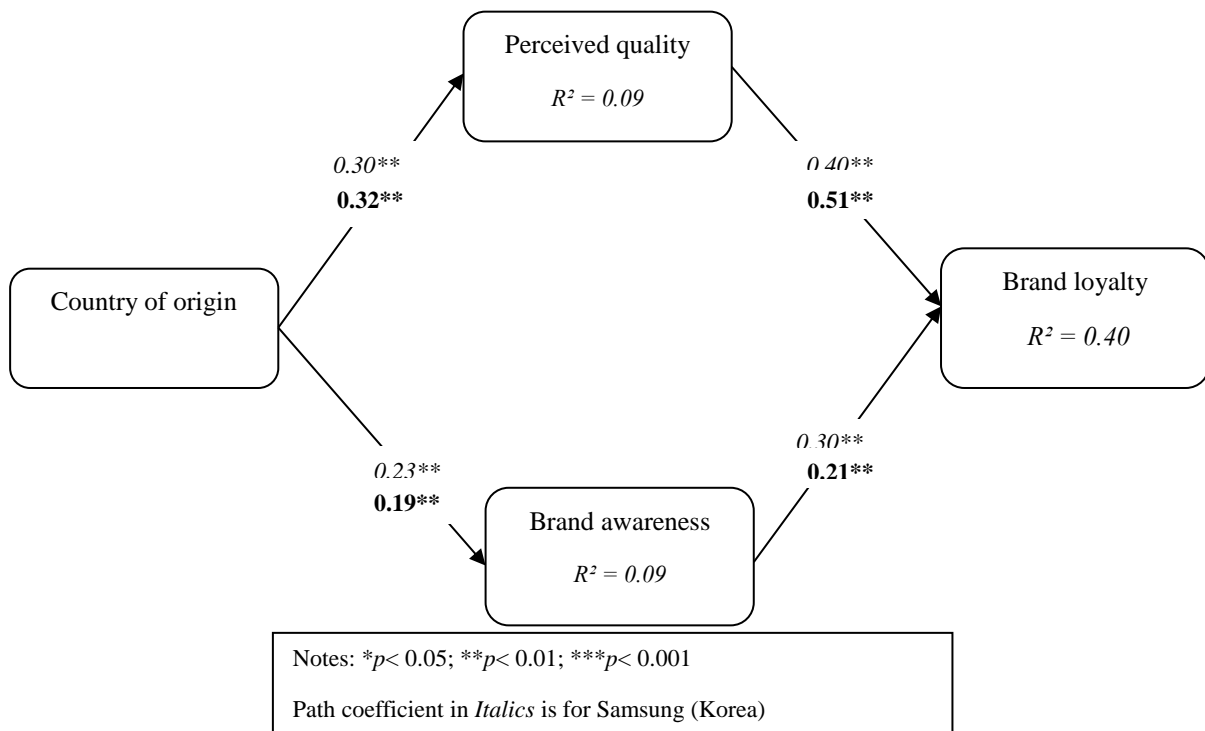 Perceived quality
R² = 0.09
0.30**
0.32**
0.40**
0.51**
Country of origin
Brand loyalty
R² = 0.40
0.23**
0.19**
0.30**
0.21**
Brand awareness
R² = 0.09
Notes: *p< 0.05; **p< 0.01; ***p< 0.001
Path coefficient in Italics is for Samsung (Korea)